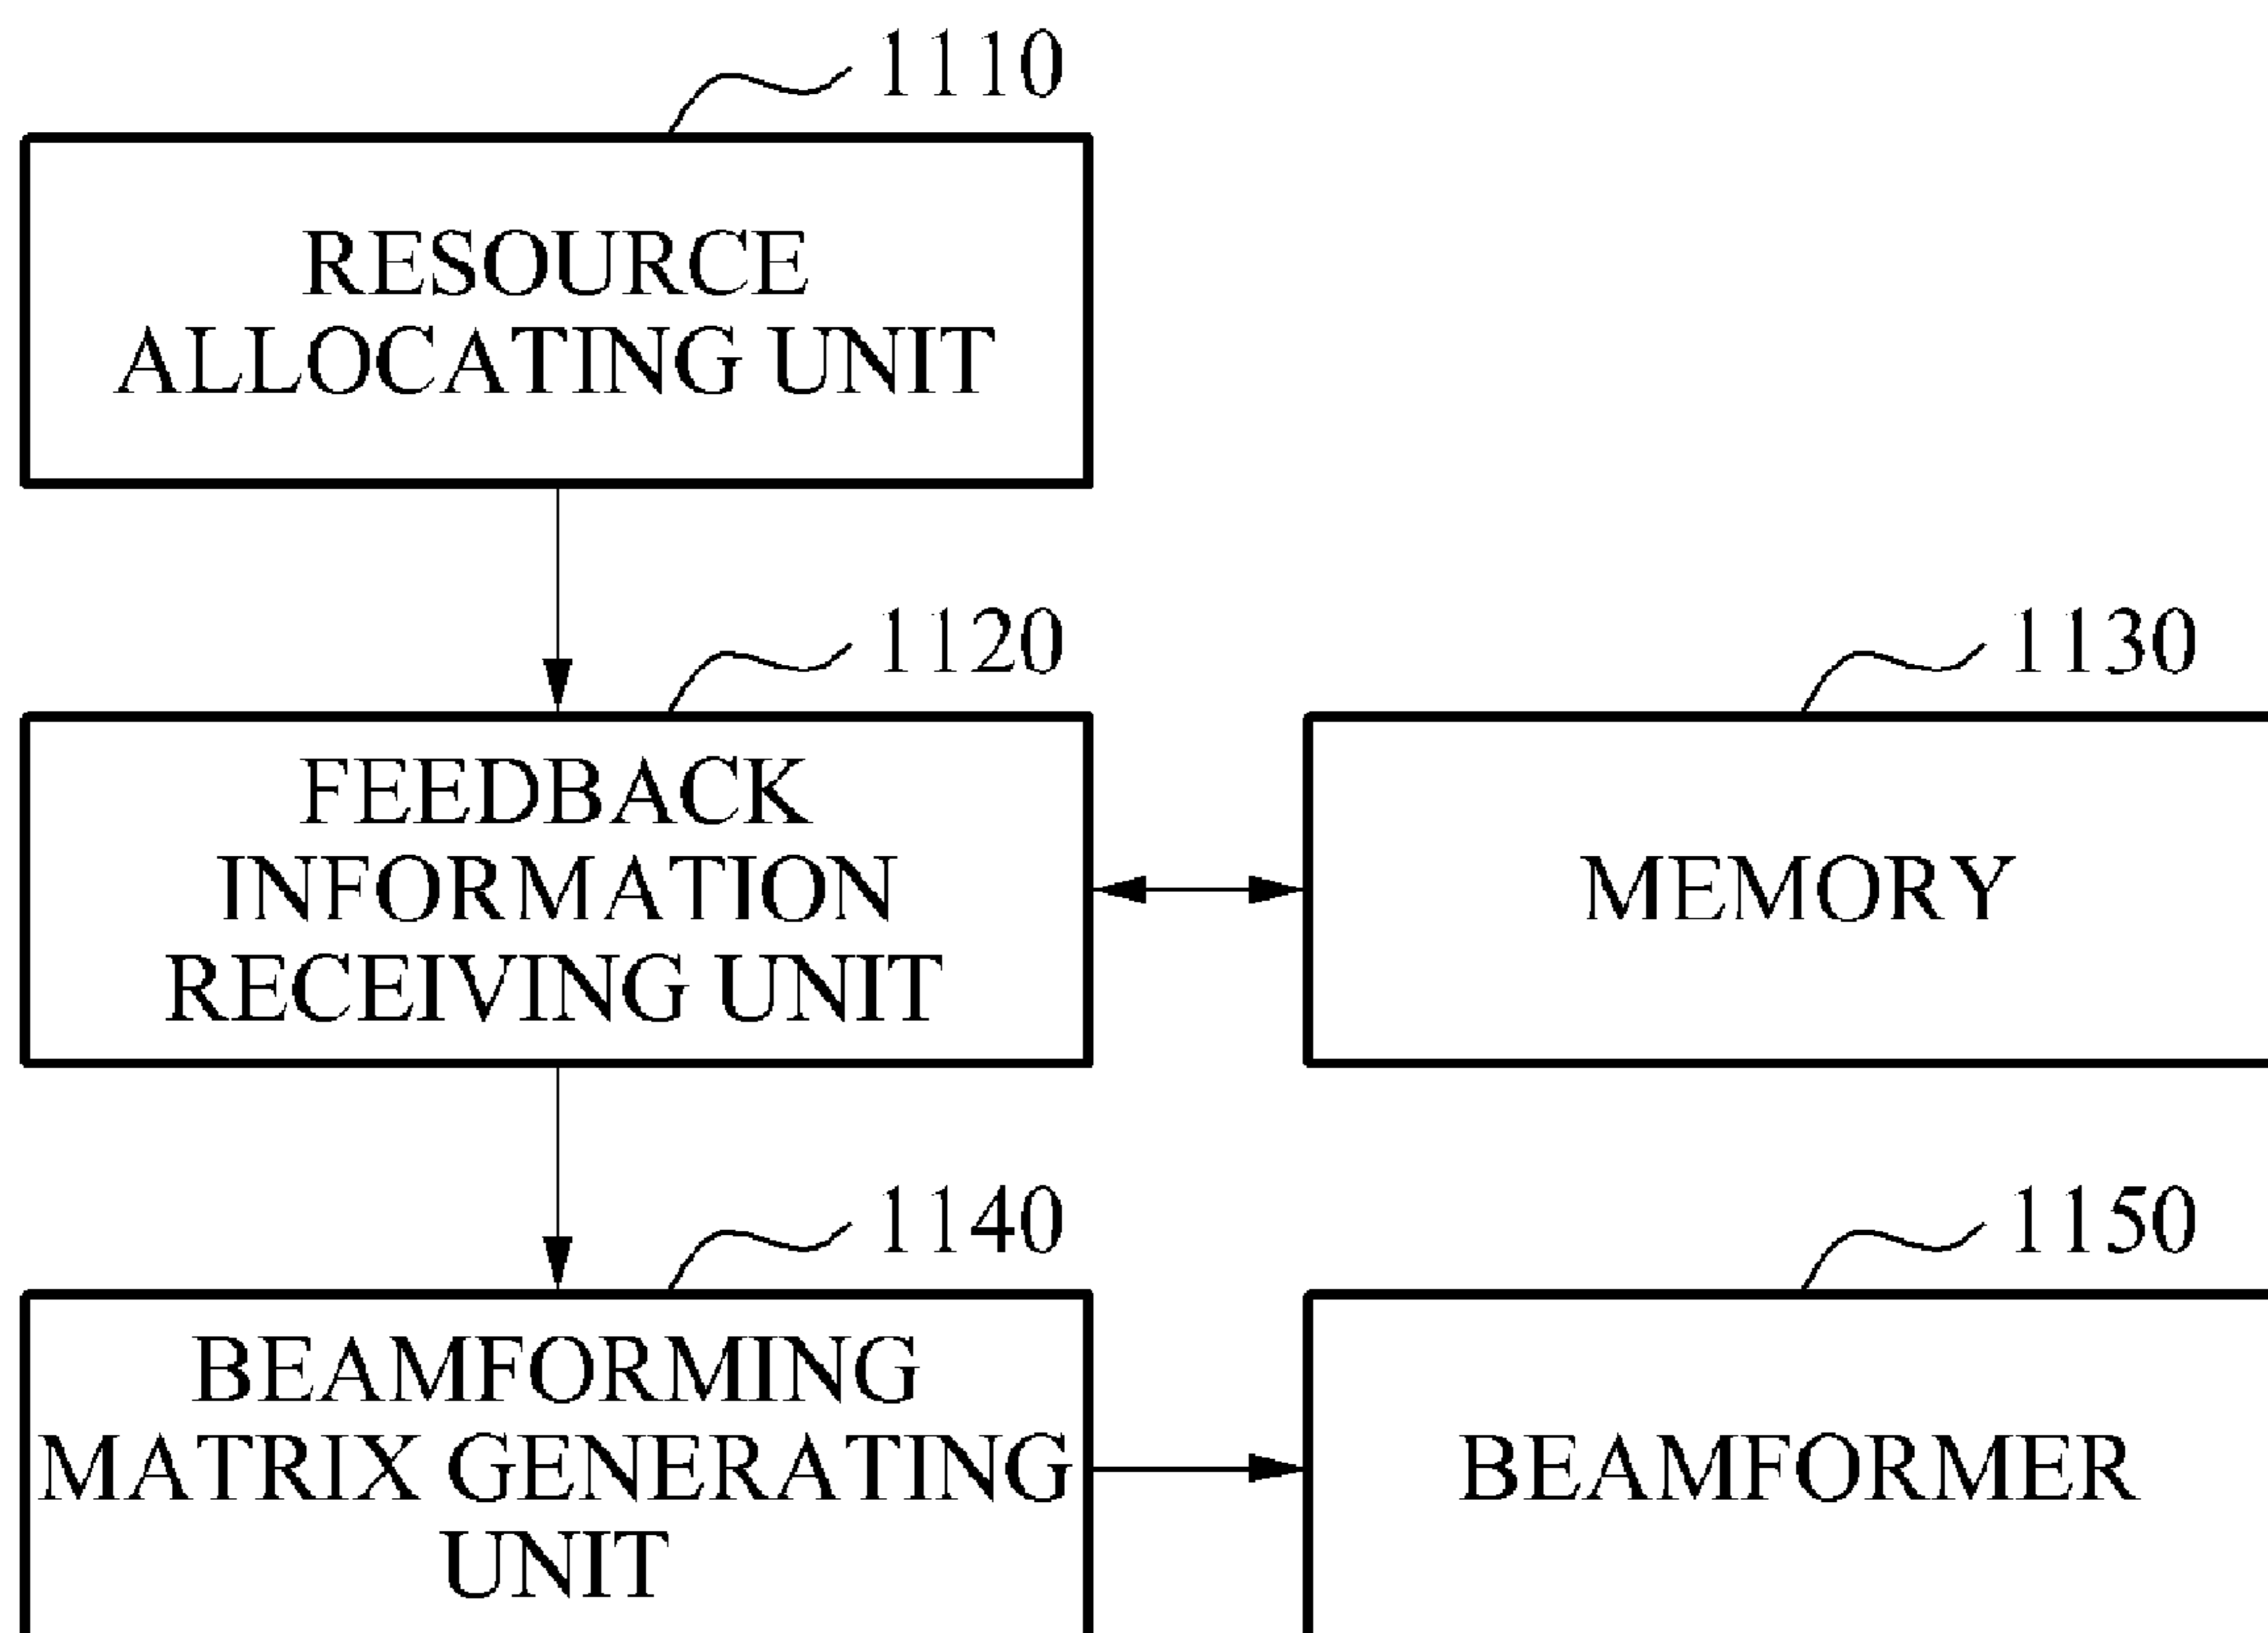 1110
RESOURCE
ALLOCATING UNIT
1120
FEEDBACK
INFORMATION
RECEIVING UNIT
1130
MEMORY
1140
BEAMFORMING
MATRIX GENERATING
UNIT
1150
BEAMFORMER